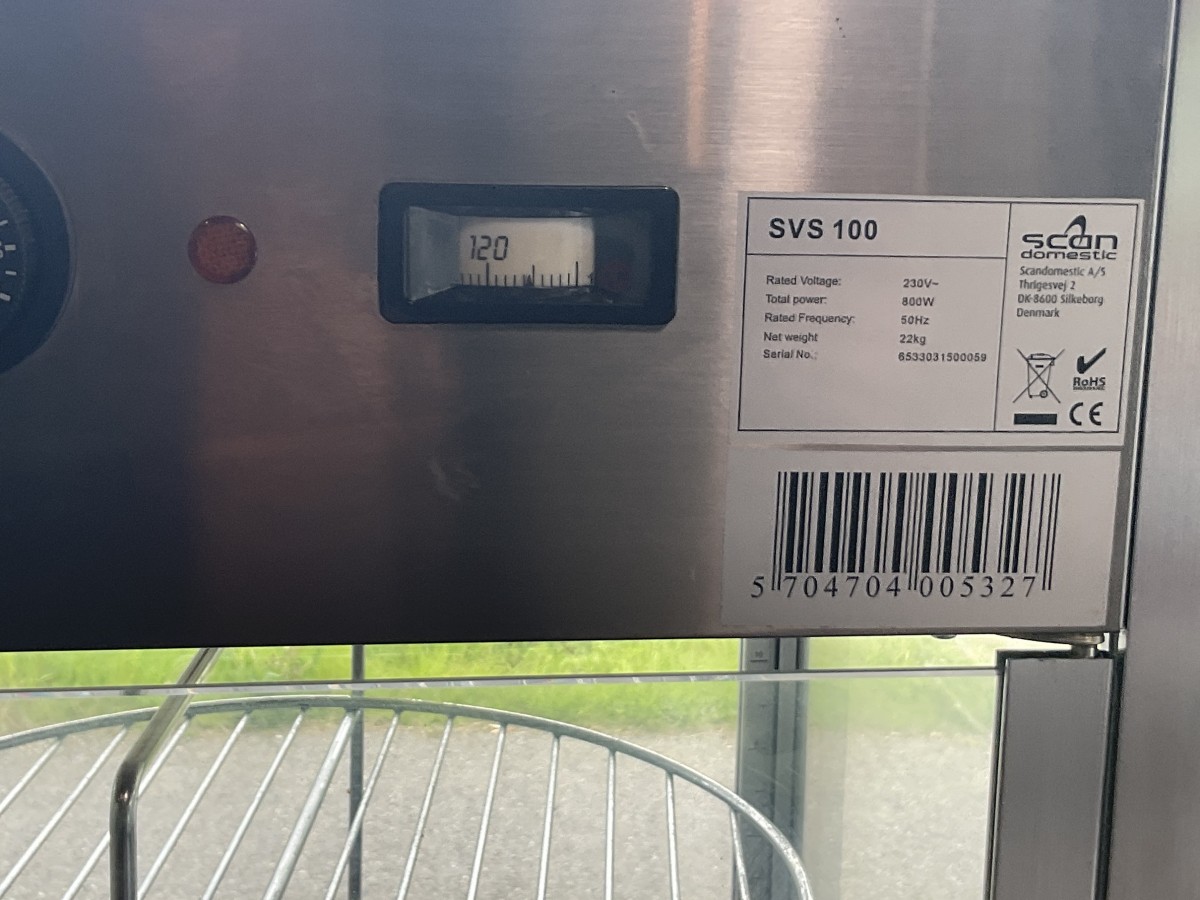 120
SVS 100
Rated Voltage: 230V~
Total power: 800W
Rated Frequency: 50Hz
Net weight 22kg
Serial No.: 6533031500059
scan
domestic
Scandomestic A/S
Thrigesvej 2
DK-8600 Silkeborg
Denmark
RoHS
CE
5 704704 005327